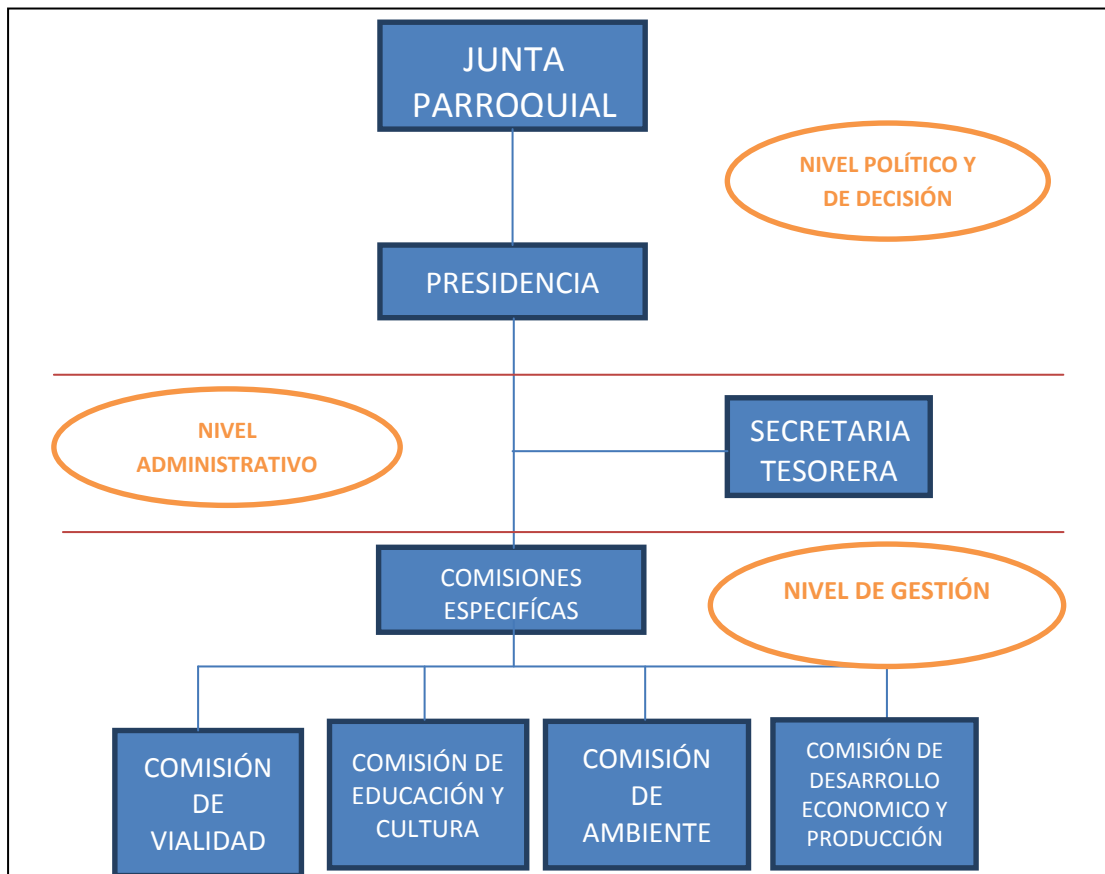 JUNTA
PARROQUIAL
NIVEL POLÍTICO Y
DE DECISIÓN
PRESIDENCIA
NIVEL
ADMINISTRATIVO
SECRETARIA
TESORERA
COMISIONES
ESPECIFÍCAS
NIVEL DE GESTIÓN
COMISIÓN
DE
VIALIDAD
COMISIÓN DE
EDUCACIÓN Y
CULTURA
COMISIÓN
DE
AMBIENTE
COMISIÓN DE
DESARROLLO
ECONOMICO Y
PRODUCCIÓN